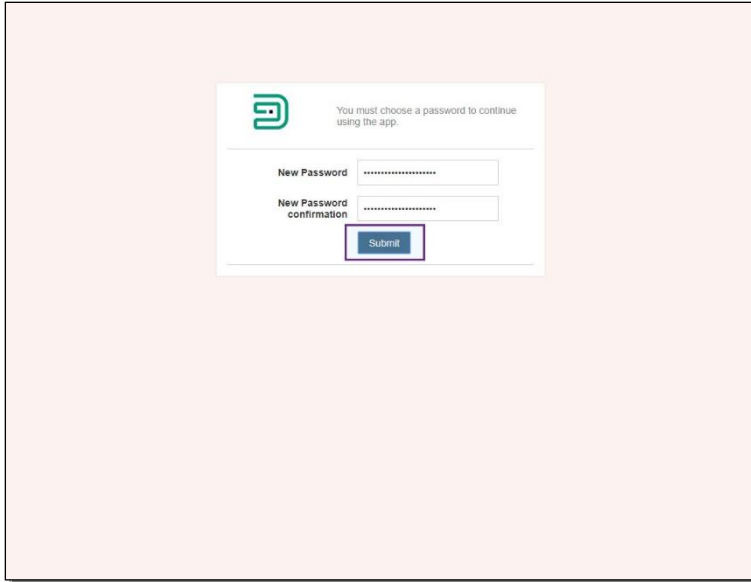 You must choose a password to continue
using the app.
New Password
New Password
confirmation
Submit